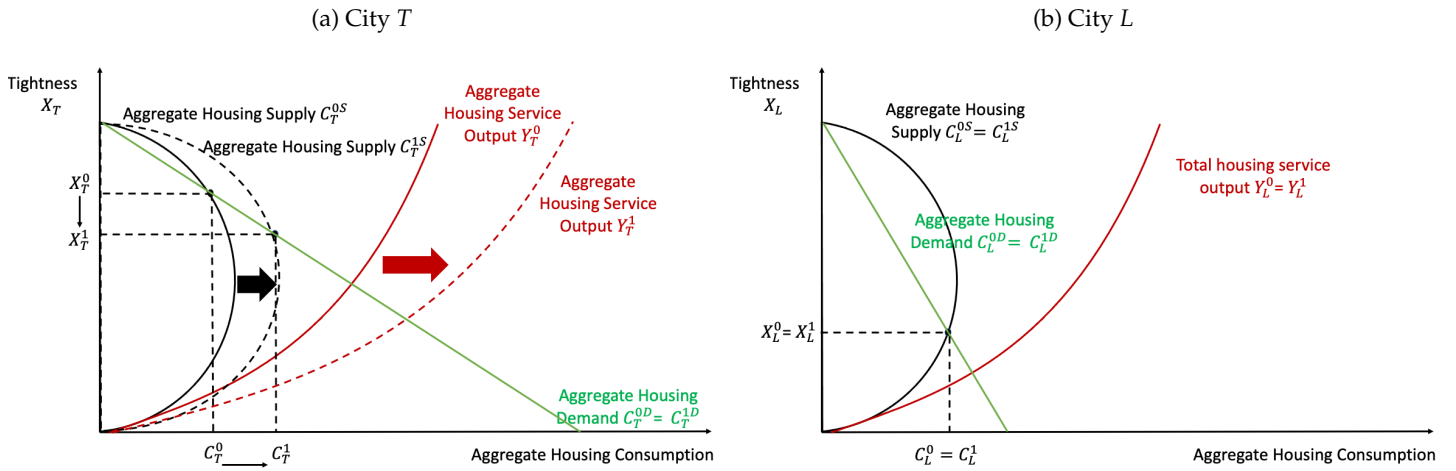 (a) City T
(b) City L
Tightness
X_T
Aggregate Housing Supply C_T^{0S}
Aggregate Housing Supply C_T^{1S}
Aggregate
Housing Service
Output Y_T^0
Aggregate
Housing Service
Output Y_T^1
X_T^0
X_T^1
Aggregate Housing
Demand C_T^{0D} = C_T^{1D}
C_T^0
C_T^1
Aggregate Housing Consumption
Tightness
X_L
Aggregate Housing
Supply C_L^{0S} = C_L^{1S}
Total housing service
output Y_L^0 = Y_L^1
Aggregate Housing
Demand C_L^{0D} = C_L^{1D}
X_L^0 = X_L^1
C_L^0 = C_L^1
Aggregate Housing Consumption